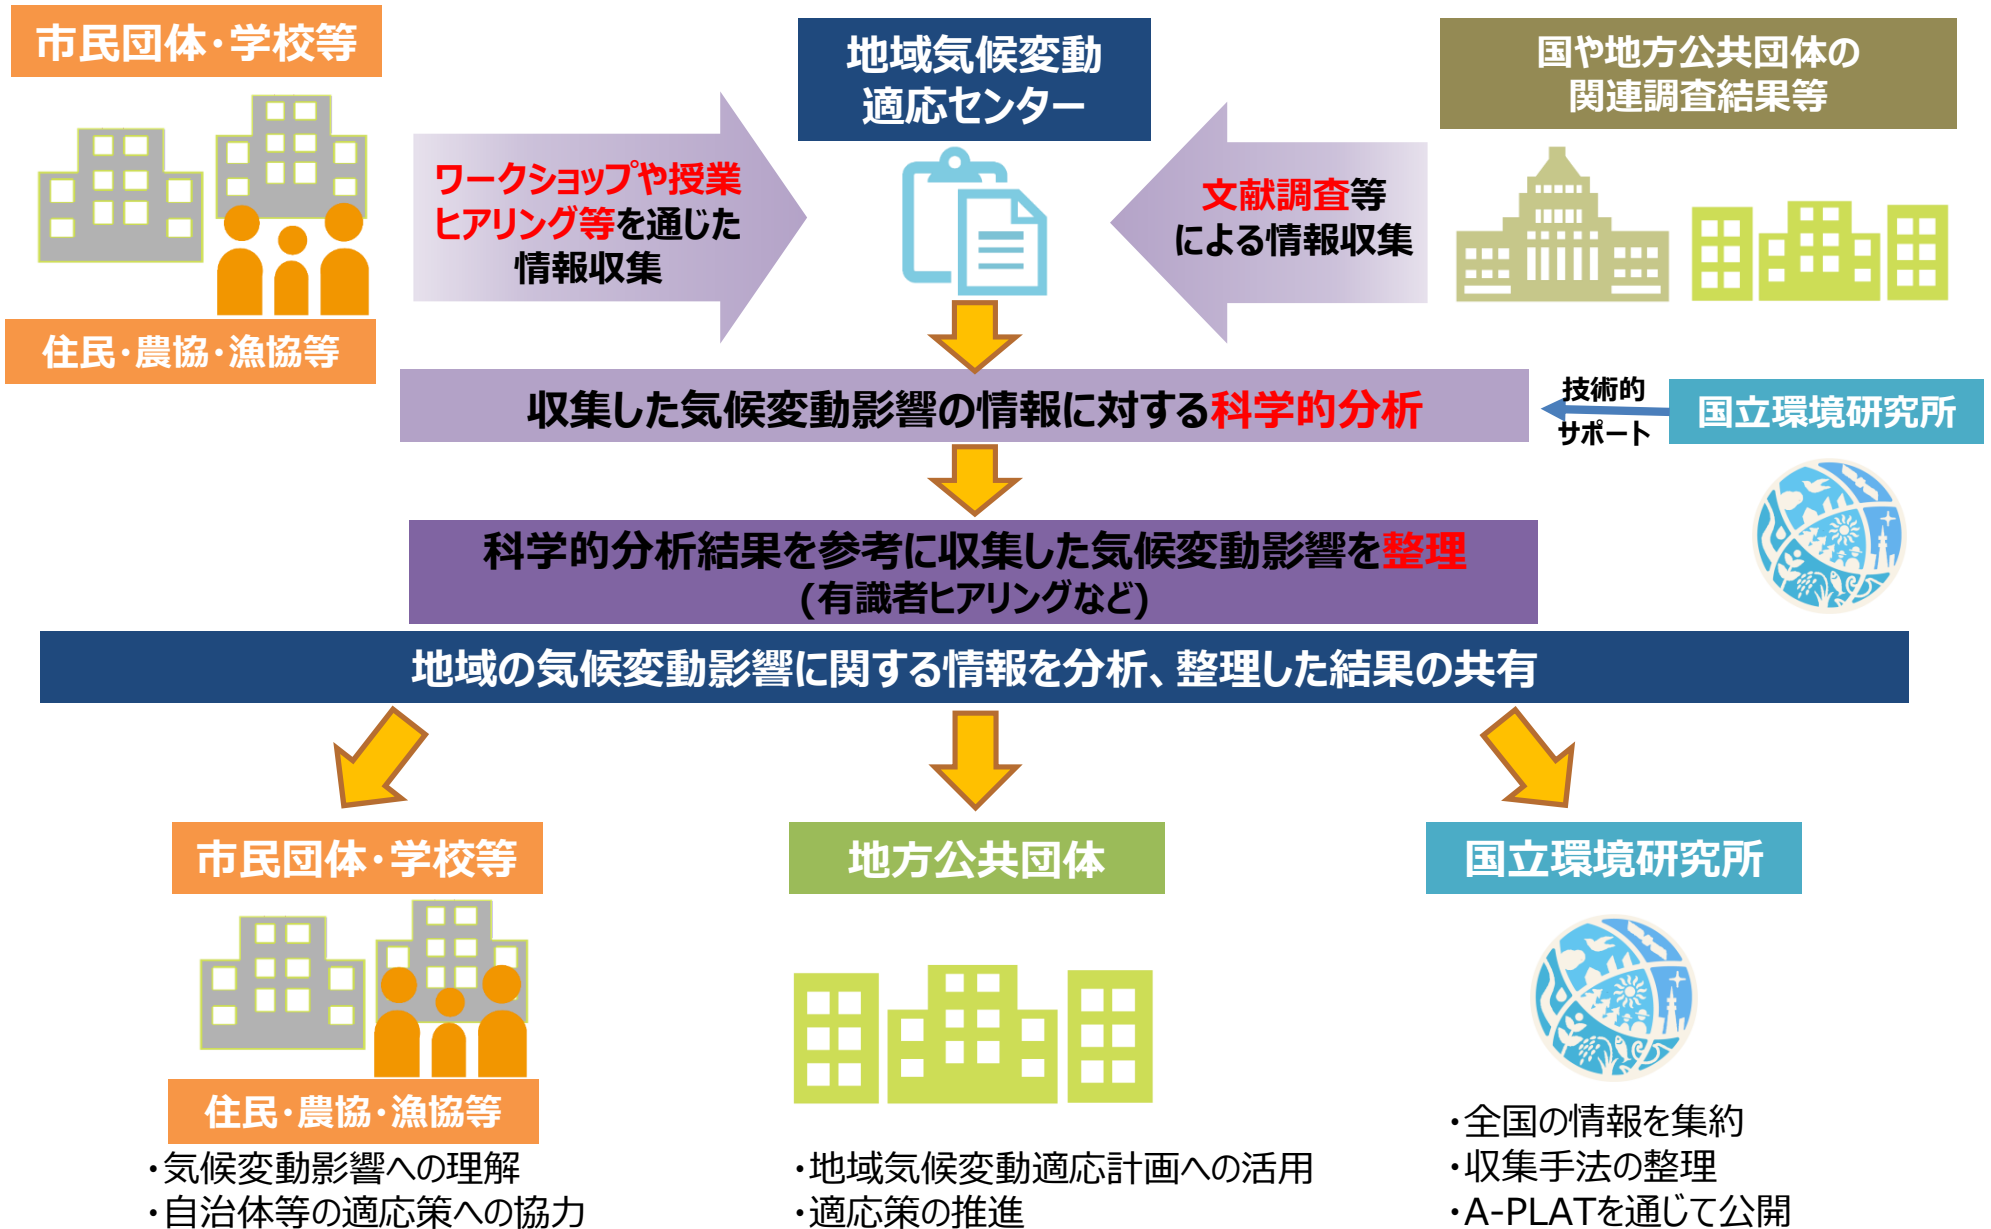 市民団体・学校等
地域気候変動
適応センター
国や地方公共団体の
関連調査結果等
ワークショップや授業
ヒアリング等を通じた
情報収集
文献調査等
による情報収集
住民・農協・漁協等
収集した気候変動影響の情報に対する科学的分析
技術的
サポート
国立環境研究所
科学的分析結果を参考に収集した気候変動影響を整理
(有識者ヒアリングなど)
地域の気候変動影響に関する情報を分析、整理した結果の共有
市民団体・学校等
住民・農協・漁協等
・気候変動影響への理解
・自治体等の適応策への協力
地方公共団体
・地域気候変動適応計画への活用
・適応策の推進
国立環境研究所
・全国の情報を集約
・収集手法の整理
・A-PLATを通じて公開